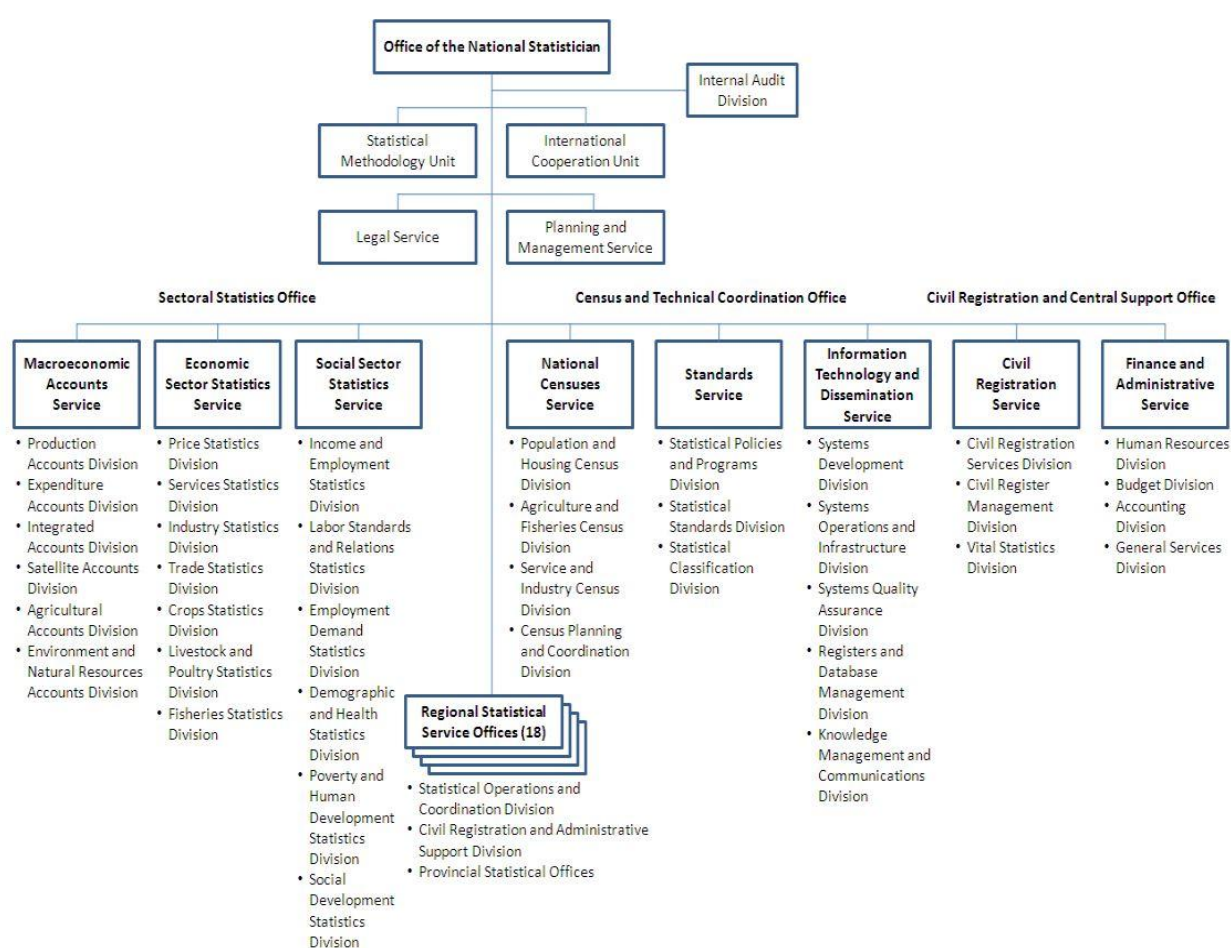 Office of the National Statistician
Internal Audit
Division
Statistical
Methodology Unit
International
Cooperation Unit
Legal Service
Planning and
Management Service
Sectoral Statistics Office
Census and Technical Coordination Office
Civil Registration and Central Support Office
Macroeconomic
Accounts
Service
• Production
Accounts Division
• Expenditure
Accounts Division
• Integrated
Accounts Division
• Satellite Accounts
Division
• Agricultural
Accounts Division
• Environment and
Natural Resources
Accounts Division
Economic
Sector Statistics
Service
• Price Statistics
Division
• Services Statistics
Division
• Industry Statistics
Division
• Trade Statistics
Division
• Crops Statistics
Division
• Livestock and
Poultry Statistics
Division
• Fisheries Statistics
Division
Social Sector
Statistics
Service
• Income and
Employment
Statistics
Division
• Labor Standards
and Relations
Statistics
Division
• Employment
Demand
Statistics
Division
• Demographic
and Health
Statistics
Division
• Poverty and
Human
Development
Statistics
Division
• Social
Development
Statistics
Division
National
Censuses
Service
• Population and
Housing Census
Division
• Agriculture and
Fisheries Census
Division
• Service and
Industry Census
Division
• Census Planning
and Coordination
Division
Standards
Service
• Statistical Policies
and Programs
Division
• Statistical
Standards Division
• Statistical
Classification
Division
Information
Technology and
Dissemination
Service
• Systems
Development
Division
• Systems
Operations and
Infrastructure
Division
• Systems Quality
Assurance
Division
• Registers and
Database
Management
Division
• Knowledge
Management and
Communications
Division
Civil
Registration
Service
• Civil Registration
Services Division
• Civil Register
Management
Division
• Vital Statistics
Division
Finance and
Administrative
Service
• Human Resources
Division
• Budget Division
• Accounting
Division
• General Services
Division
Regional Statistical
Service Offices (18)
• Statistical Operations and
Coordination Division
• Civil Registration and Administrative
Support Division
• Provincial Statistical Offices